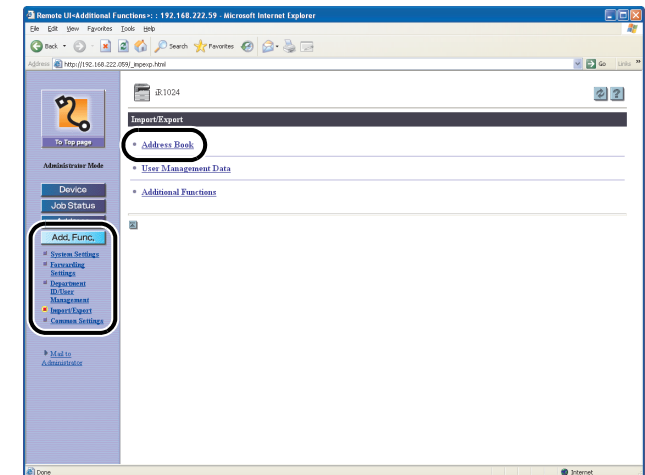 Remote UI<Additional Functions>: : 192.168.222.59 - Microsoft Internet Explorer
File Edit View Favorites Tools Help
Back Search Favorites
Address http://192.168.222.059/_impexp.html Go Links »
iR1024
To Top page
Import/Export
Address Book
Administrator Mode
User Management Data
Device
Additional Functions
Job Status
Add. Func.
System Settings
Forwarding
Settings
Department
ID/User
Management
Import/Export
Common Settings
Mail to
Administrator
Done Internet